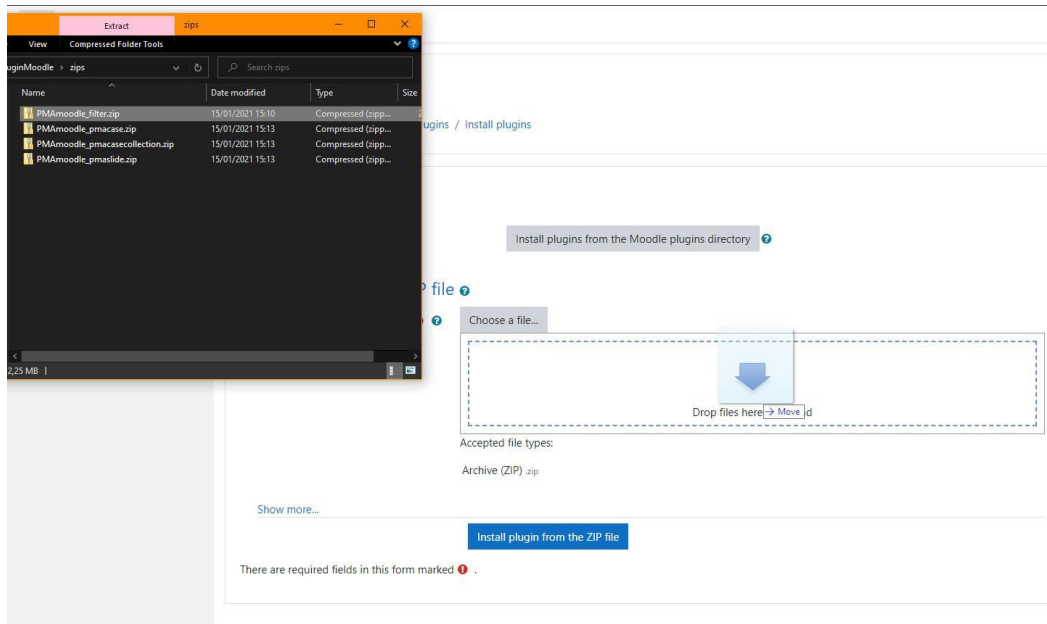 Extract zips
View Compressed Folder Tools
uginMoodle > zips Search zips
Name Date modified Type Size
PMAmoodle_filter.zip 15/01/2021 15:10 Compressed (zipp... 2
PMAmoodle_pmacase.zip 15/01/2021 15:13 Compressed (zipp...
PMAmoodle_pmacasecollection.zip 15/01/2021 15:13 Compressed (zipp...
PMAmoodle_pmaslide.zip 15/01/2021 15:13 Compressed (zipp...
2,25 MB
ugins / Install plugins
Install plugins from the Moodle plugins directory
file
Choose a file...
Drop files here → Move d
Accepted file types:
Archive (ZIP) .zip
Show more...
Install plugin from the ZIP file
There are required fields in this form marked .